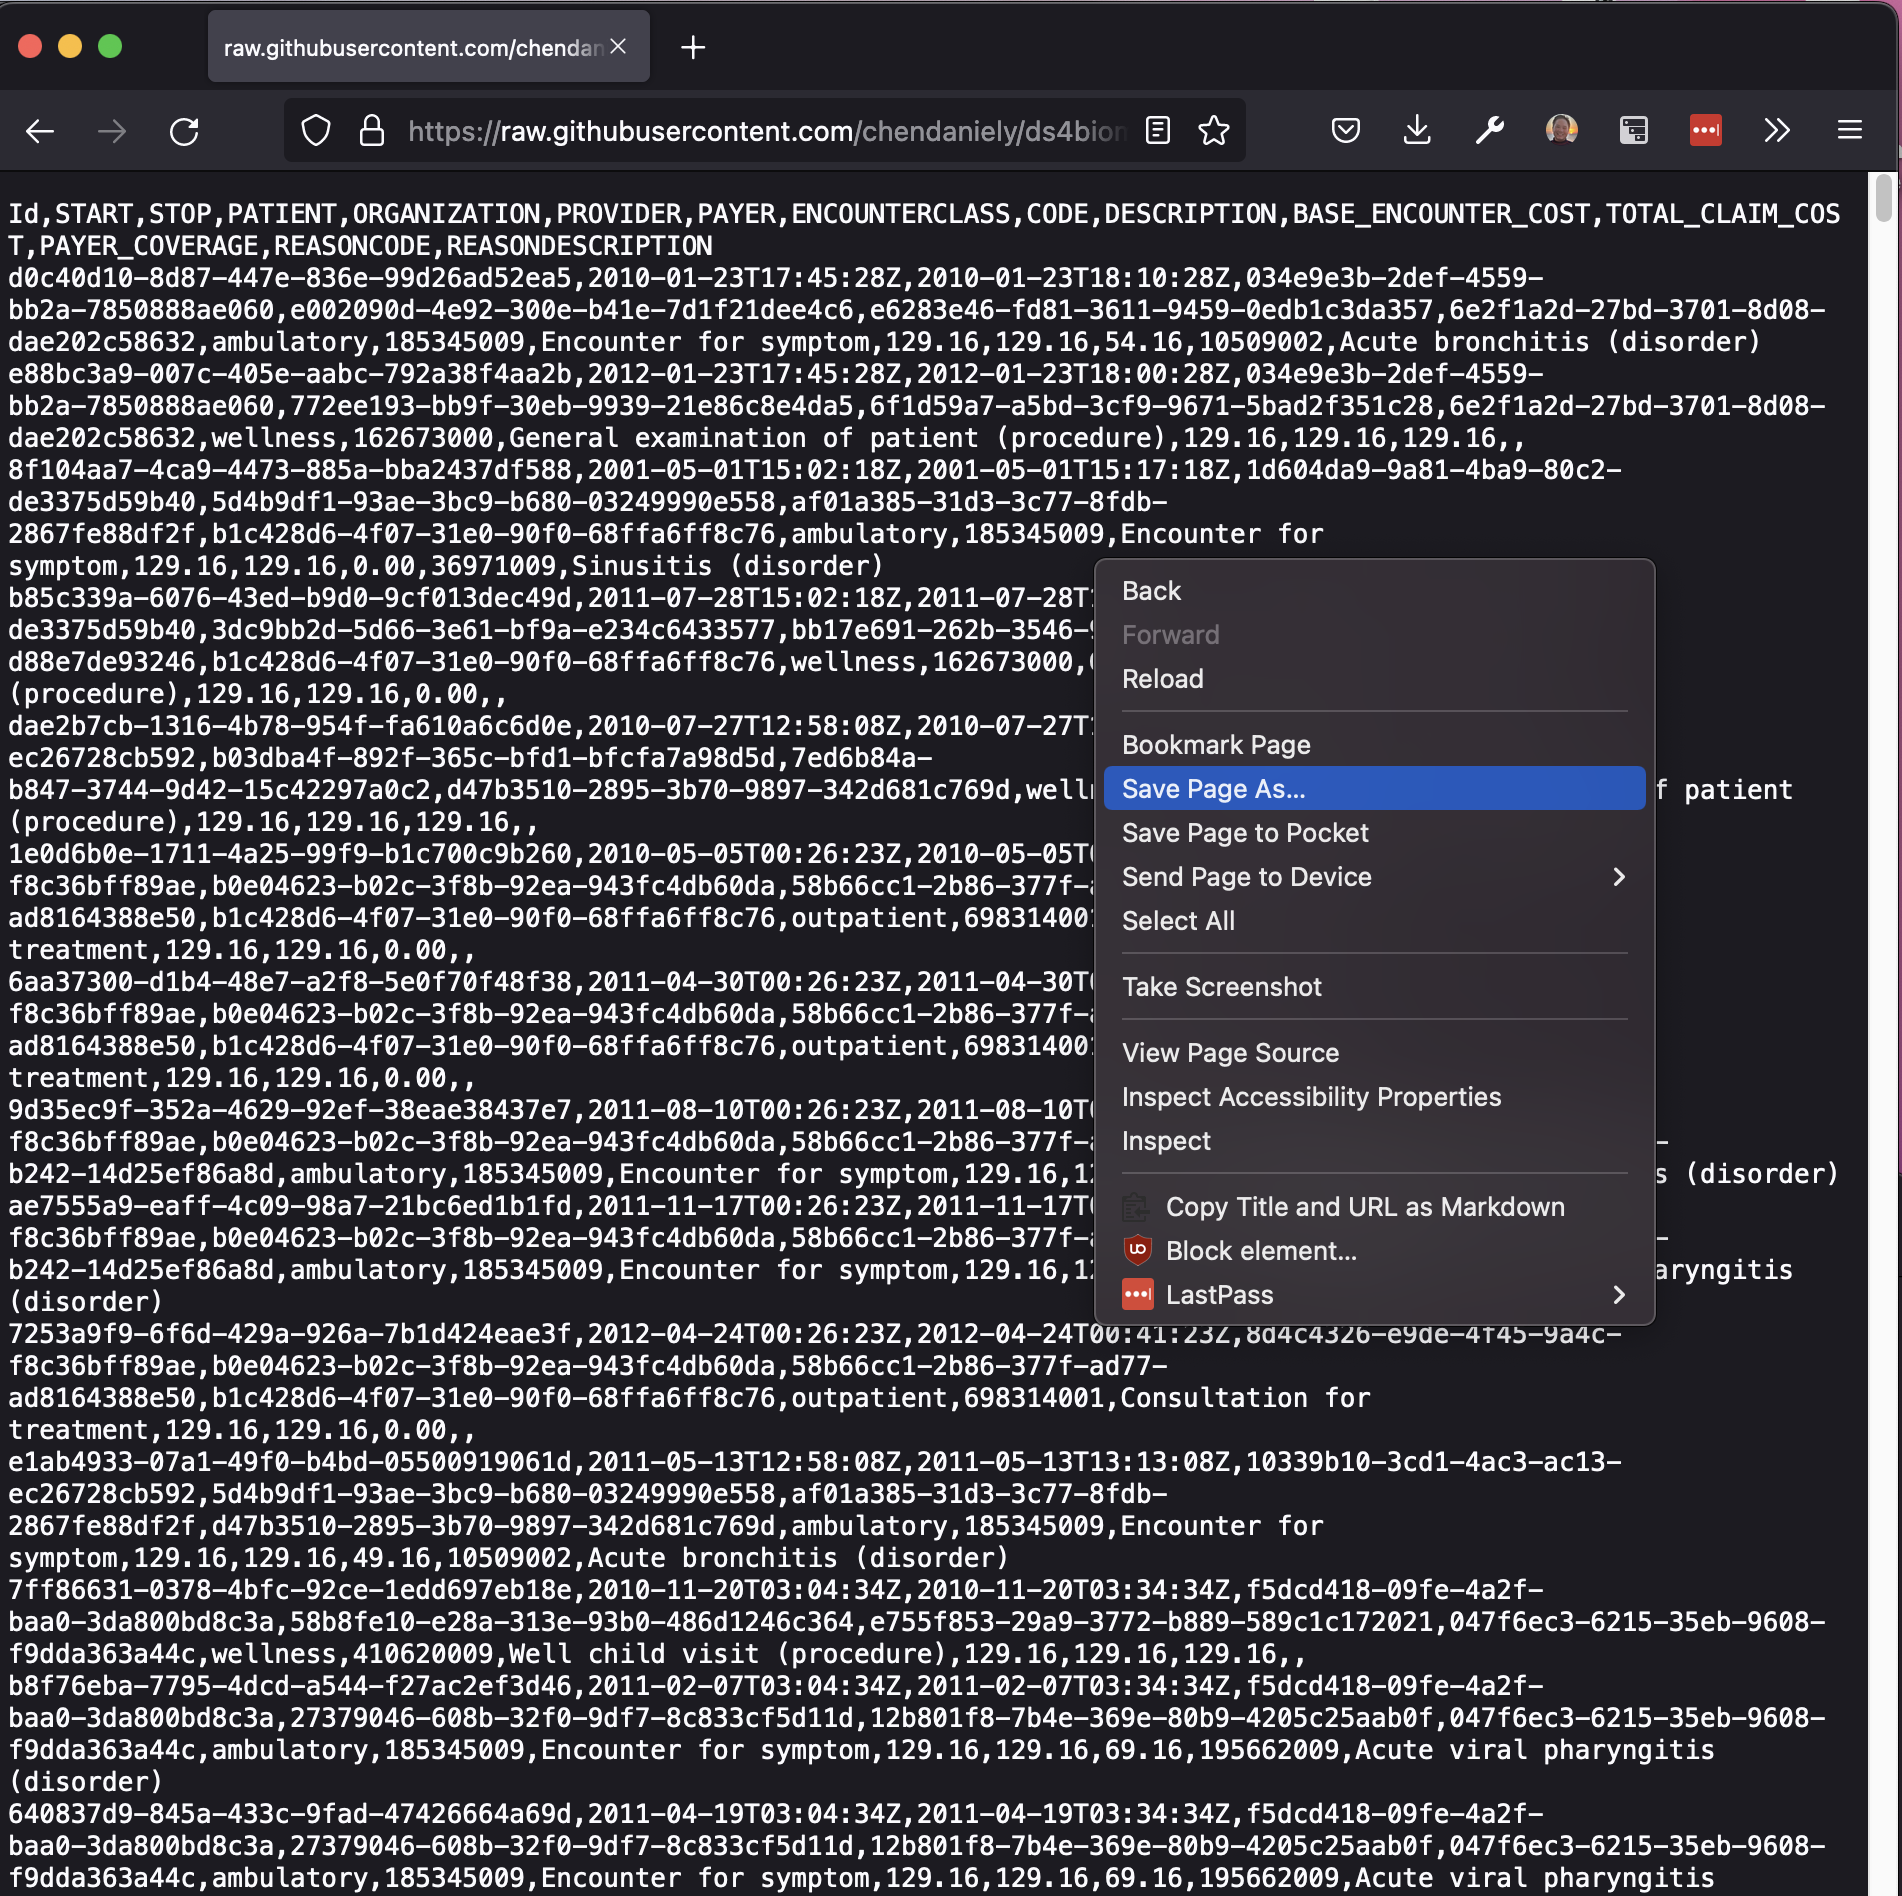 raw.githubusercontent.com/chendan
https://raw.githubusercontent.com/chendaniely/ds4bion
Id,START,STOP,PATIENT,ORGANIZATION,PROVIDER,PAYER,ENCOUNTERCLASS,CODE,DESCRIPTION,BASE_ENCOUNTER_COST,TOTAL_CLAIM_COS
T,PAYER_COVERAGE,REASONCODE,REASONDESCRIPTION
d0c40d10-8d87-447e-836e-99d26ad52ea5,2010-01-23T17:45:28Z,2010-01-23T18:10:28Z,034e9e3b-2def-4559-
bb2a-7850888ae060,e002090d-4e92-300e-b41e-7d1f21dee4c6,e6283e46-fd81-3611-9459-0edb1c3da357,6e2f1a2d-27bd-3701-8d08-
dae202c58632,ambulatory,185345009,Encounter for symptom,129.16,129.16,54.16,10509002,Acute bronchitis (disorder)
e88bc3a9-007c-405e-aabc-792a38f4aa2b,2012-01-23T17:45:28Z,2012-01-23T18:00:28Z,034e9e3b-2def-4559-
bb2a-7850888ae060,772ee193-bb9f-30eb-9939-21e86c8e4da5,6f1d59a7-a5bd-3cf9-9671-5bad2f351c28,6e2f1a2d-27bd-3701-8d08-
dae202c58632,wellness,162673000,General examination of patient (procedure),129.16,129.16,129.16,,
8f104aa7-4ca9-4473-885a-bba2437df588,2001-05-01T15:02:18Z,2001-05-01T15:17:18Z,1d604da9-9a81-4ba9-80c2-
de3375d59b40,5d4b9df1-93ae-3bc9-b680-03249990e558,af01a385-31d3-3c77-8fdb-
2867fe88df2f,b1c428d6-4f07-31e0-90f0-68ffa6ff8c76,ambulatory,185345009,Encounter for
symptom,129.16,129.16,0.00,36971009,Sinusitis (disorder)
b85c339a-6076-43ed-b9d0-9cf013dec49d,2011-07-28T15:02:18Z,2011-07-28T
de3375d59b40,3dc9bb2d-5d66-3e61-bf9a-e234c6433577,bb17e691-262b-3546-
d88e7de93246,b1c428d6-4f07-31e0-90f0-68ffa6ff8c76,wellness,162673000,
(procedure),129.16,129.16,0.00,,
dae2b7cb-1316-4b78-954f-fa610a6c6d0e,2010-07-27T12:58:08Z,2010-07-27T
ec26728cb592,b03dba4f-892f-365c-bfd1-bfcfa7a98d5d,7ed6b84a-
b847-3744-9d42-15c42297a0c2,d47b3510-2895-3b70-9897-342d681c769d,well f patient
(procedure),129.16,129.16,129.16,,
1e0d6b0e-1711-4a25-99f9-b1c700c9b260,2010-05-05T00:26:23Z,2010-05-05T
f8c36bff89ae,b0e04623-b02c-3f8b-92ea-943fc4db60da,58b66cc1-2b86-377f-
ad8164388e50,b1c428d6-4f07-31e0-90f0-68ffa6ff8c76,outpatient,69831400
treatment,129.16,129.16,0.00,,
6aa37300-d1b4-48e7-a2f8-5e0f70f48f38,2011-04-30T00:26:23Z,2011-04-30T
f8c36bff89ae,b0e04623-b02c-3f8b-92ea-943fc4db60da,58b66cc1-2b86-377f-
ad8164388e50,b1c428d6-4f07-31e0-90f0-68ffa6ff8c76,outpatient,69831400
treatment,129.16,129.16,0.00,,
9d35ec9f-352a-4629-92ef-38eae38437e7,2011-08-10T00:26:23Z,2011-08-10T
f8c36bff89ae,b0e04623-b02c-3f8b-92ea-943fc4db60da,58b66cc1-2b86-377f- -
b242-14d25ef86a8d,ambulatory,185345009,Encounter for symptom,129.16,1 s (disorder)
ae7555a9-eaff-4c09-98a7-21bc6ed1b1fd,2011-11-17T00:26:23Z,2011-11-17T
f8c36bff89ae,b0e04623-b02c-3f8b-92ea-943fc4db60da,58b66cc1-2b86-377f- -
b242-14d25ef86a8d,ambulatory,185345009,Encounter for symptom,129.16,1 aryngitis
(disorder)
7253a9f9-6f6d-429a-926a-7b1d424eae3f,2012-04-24T00:26:23Z,2012-04-24T00:41:23Z,8d4c4326-e9de-4f45-9a4c-
f8c36bff89ae,b0e04623-b02c-3f8b-92ea-943fc4db60da,58b66cc1-2b86-377f-ad77-
ad8164388e50,b1c428d6-4f07-31e0-90f0-68ffa6ff8c76,outpatient,698314001,Consultation for
treatment,129.16,129.16,0.00,,
e1ab4933-07a1-49f0-b4bd-05500919061d,2011-05-13T12:58:08Z,2011-05-13T13:13:08Z,10339b10-3cd1-4ac3-ac13-
ec26728cb592,5d4b9df1-93ae-3bc9-b680-03249990e558,af01a385-31d3-3c77-8fdb-
2867fe88df2f,d47b3510-2895-3b70-9897-342d681c769d,ambulatory,185345009,Encounter for
symptom,129.16,129.16,49.16,10509002,Acute bronchitis (disorder)
7ff86631-0378-4bfc-92ce-1edd697eb18e,2010-11-20T03:04:34Z,2010-11-20T03:34:34Z,f5dcd418-09fe-4a2f-
baa0-3da800bd8c3a,58b8fe10-e28a-313e-93b0-486d1246c364,e755f853-29a9-3772-b889-589c1c172021,047f6ec3-6215-35eb-9608-
f9dda363a44c,wellness,410620009,Well child visit (procedure),129.16,129.16,129.16,,
b8f76eba-7795-4dcd-a544-f27ac2ef3d46,2011-02-07T03:04:34Z,2011-02-07T03:34:34Z,f5dcd418-09fe-4a2f-
baa0-3da800bd8c3a,27379046-608b-32f0-9df7-8c833cf5d11d,12b801f8-7b4e-369e-80b9-4205c25aab0f,047f6ec3-6215-35eb-9608-
f9dda363a44c,ambulatory,185345009,Encounter for symptom,129.16,129.16,69.16,195662009,Acute viral pharyngitis
(disorder)
640837d9-845a-433c-9fad-47426664a69d,2011-04-19T03:04:34Z,2011-04-19T03:34:34Z,f5dcd418-09fe-4a2f-
baa0-3da800bd8c3a,27379046-608b-32f0-9df7-8c833cf5d11d,12b801f8-7b4e-369e-80b9-4205c25aab0f,047f6ec3-6215-35eb-9608-
f9dda363a44c,ambulatory,185345009,Encounter for symptom,129.16,129.16,69.16,195662009,Acute viral pharyngitis
Back
Forward
Reload
Bookmark Page
Save Page As...
Save Page to Pocket
Send Page to Device
Select All
Take Screenshot
View Page Source
Inspect Accessibility Properties
Inspect
Copy Title and URL as Markdown
Block element...
LastPass